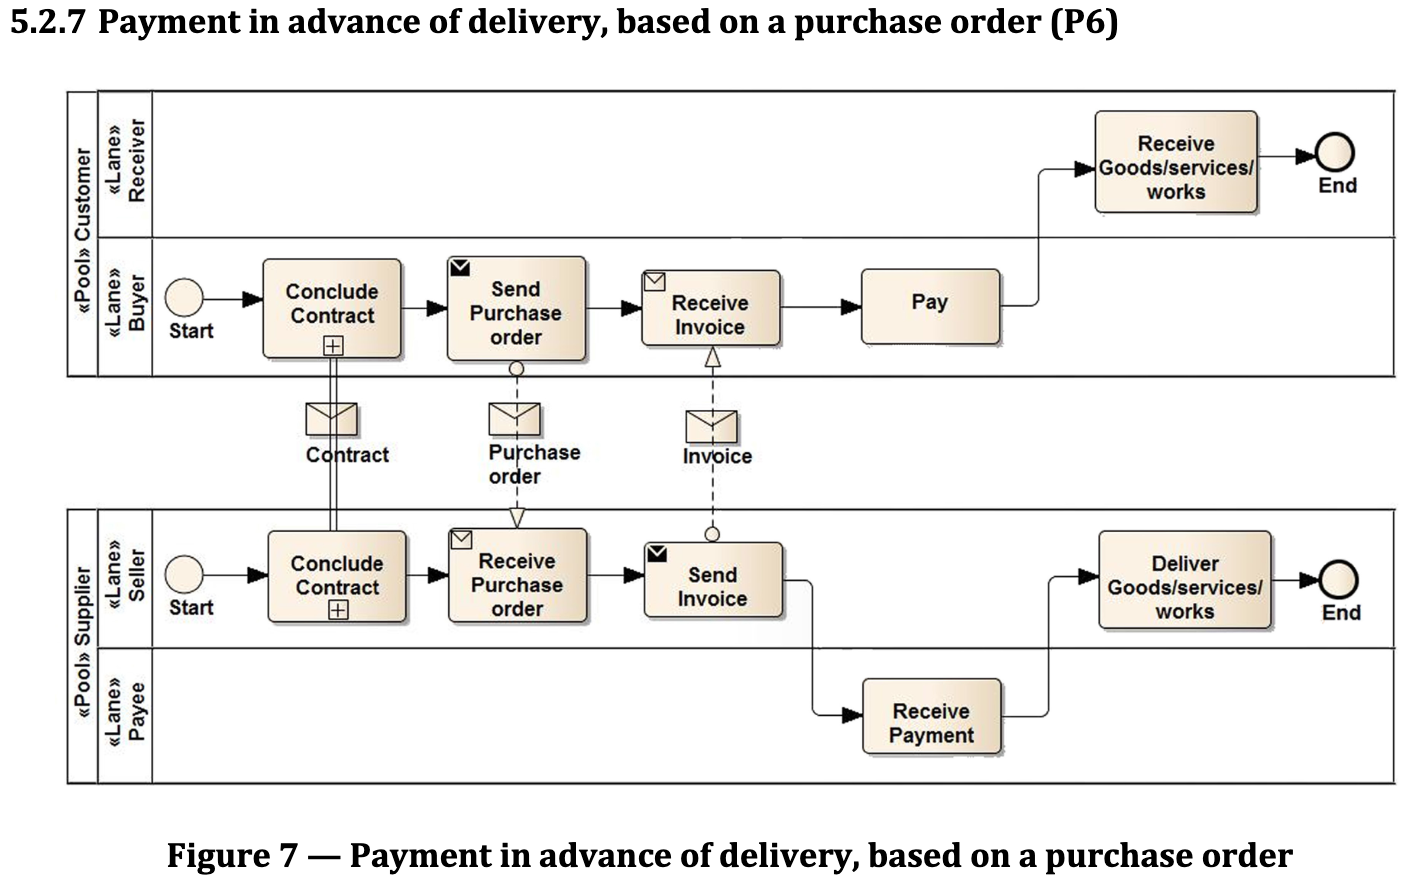 5.2.7 Payment in advance of delivery, based on a purchase order (P6)
«Pool» Customer
«Lane»
Receiver
Receive
Goods/services/
works
End
«Lane»
Buyer
Start
Conclude
Contract
Send
Purchase
order
Receive
Invoice
Pay
Contract
Purchase
order
Invoice
«Pool» Supplier
«Lane»
Seller
Start
Conclude
Contract
Receive
Purchase
order
Send
Invoice
Deliver
Goods/services/
works
End
«Lane»
Payee
Receive
Payment
Figure 7 — Payment in advance of delivery, based on a purchase order